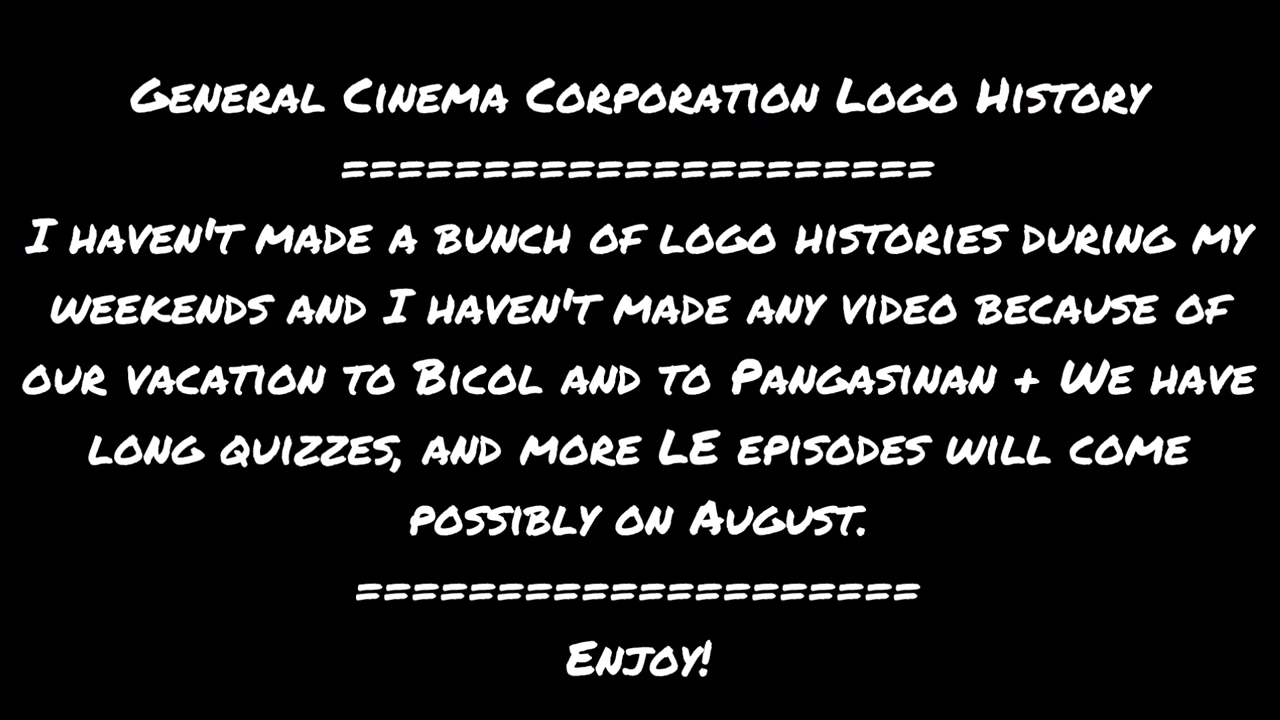 General Cinema Corporation Logo History
=====================
I haven't made a bunch of logo histories during my
weekends and I haven't made any video because of
our vacation to Bicol and to Pangasinan + We have
long quizzes, and more LE episodes will come
possibly on August.
====================
Enjoy!